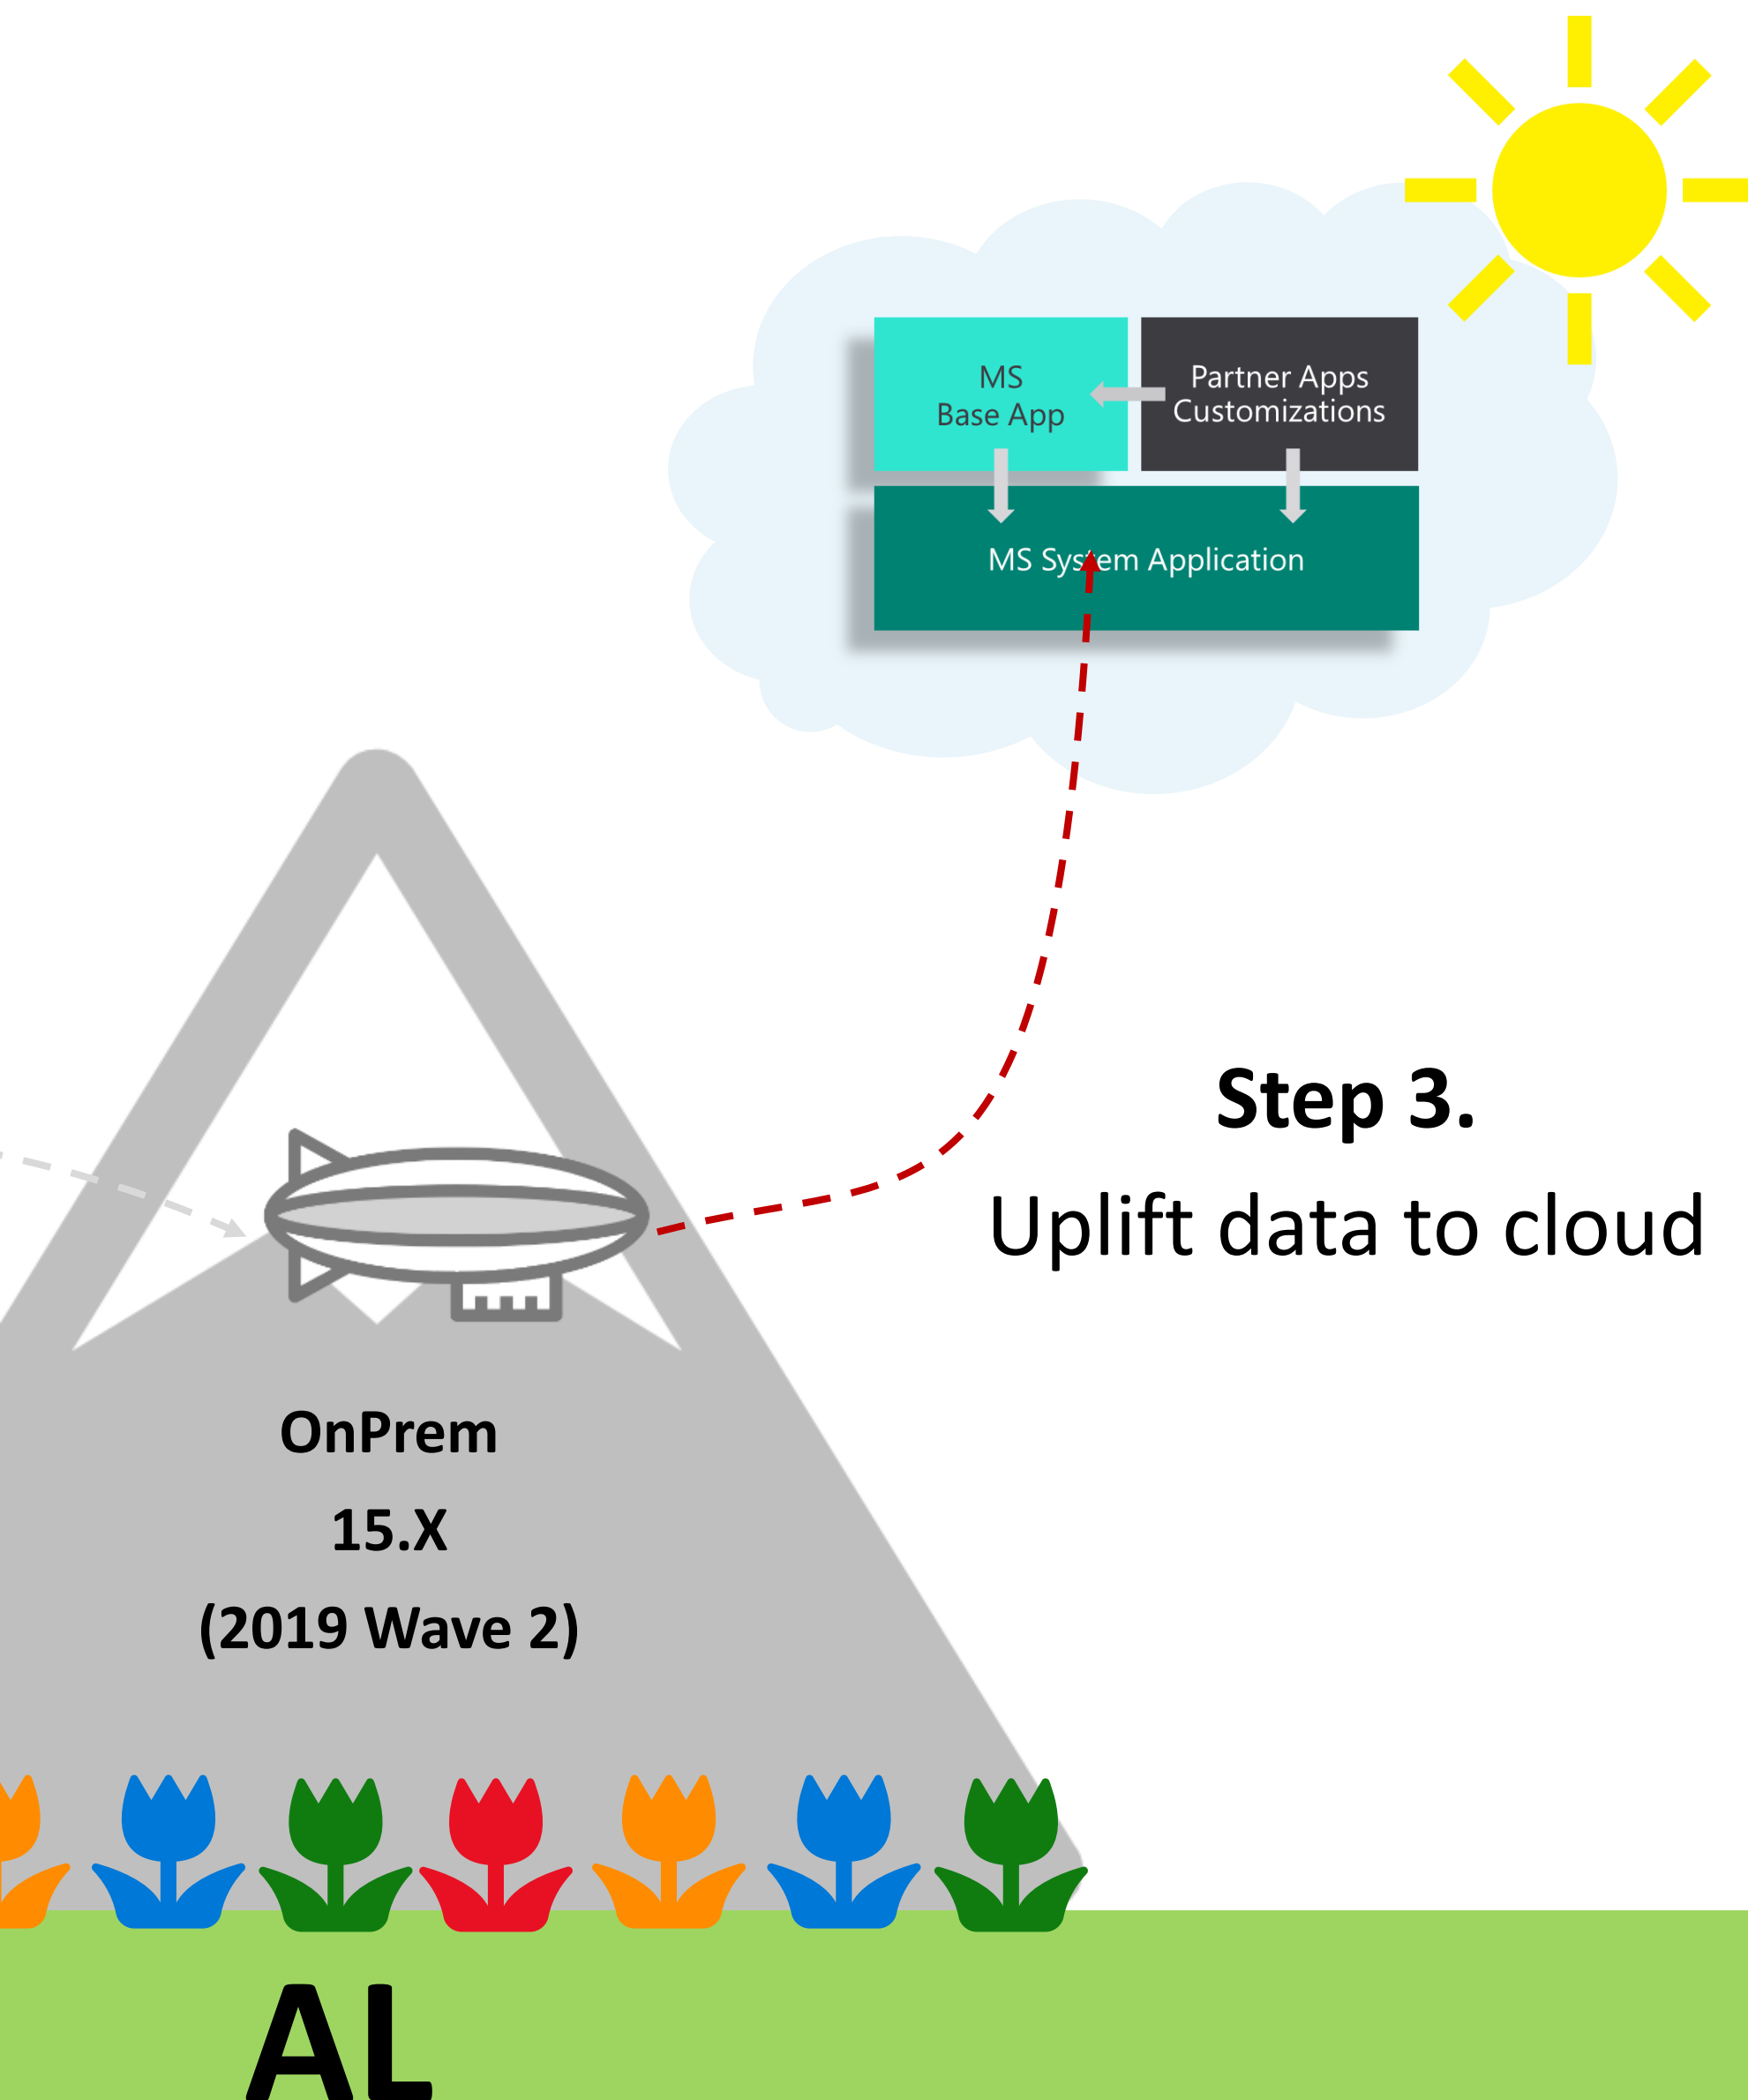 MS
Base App
Partner Apps
Customizations
MS System Application
Step 3.
Uplift data to cloud
OnPrem
15.X
(2019 Wave 2)
AL